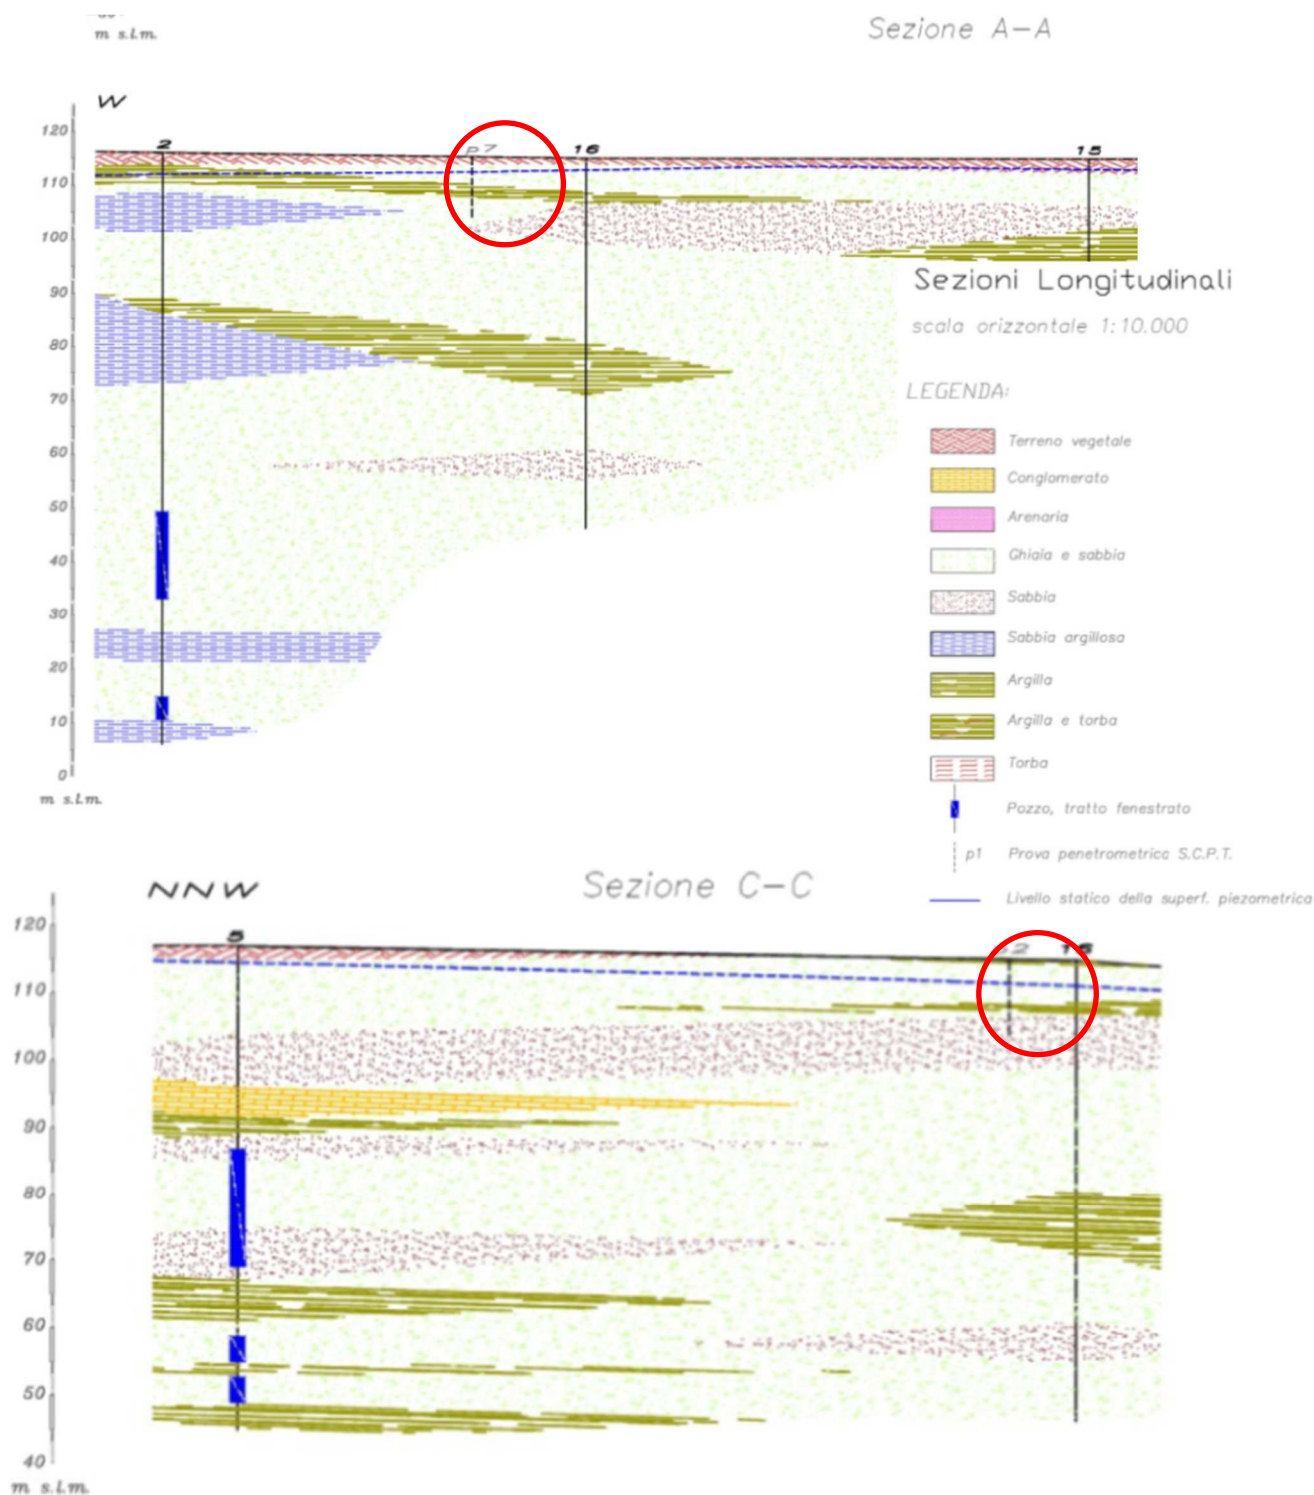 m s.l.m.
Sezione A-A
W
120
2
p7
16
15
110
100
90
80
70
60
50
40
30
20
10
0
m s.l.m.
Sezioni Longitudinali
scala orizzontale 1:10.000
LEGENDA:
Terreno vegetale
Conglomerato
Arenaria
Ghiaia e sabbia
Sabbia
Sabbia argillosa
Argilla
Argilla e torba
Torba
Pozzo, tratto fenestrato
p1 Prova penetrometrica S.C.P.T.
Livello statico della superf. piezometrica
NNW
Sezione C-C
120
5
16
110
100
90
80
70
60
50
40
m s.l.m.